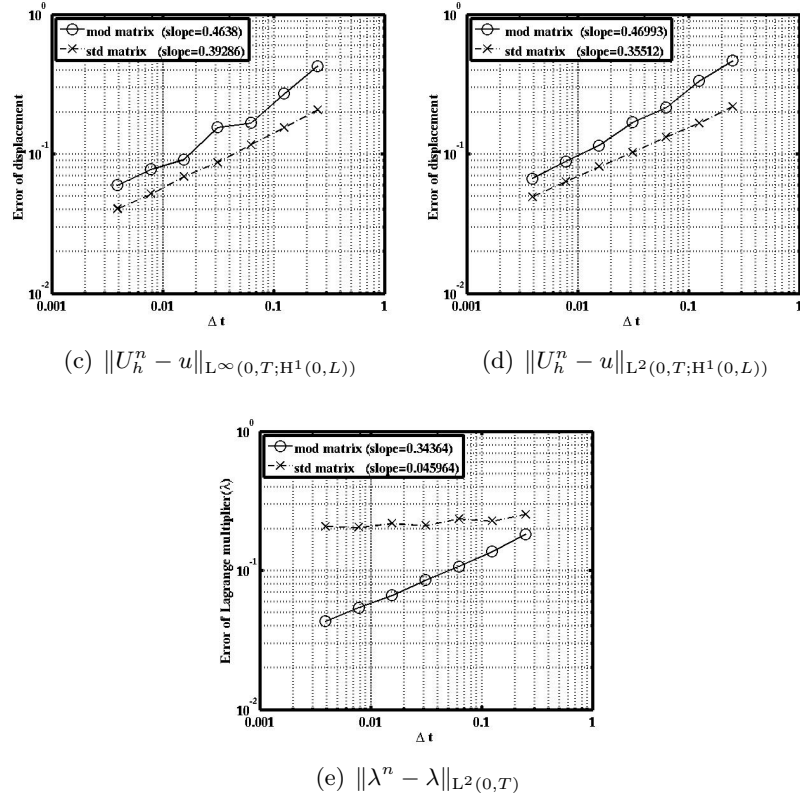 mod matrix (slope=0.4638)
std matrix (slope=0.39286)
10^0
10^-1
10^-2
Error of displacement
0.001 0.01 0.1 1
Δ t
(c) ‖U_h^n − u‖_{L^∞(0,T;H^1(0,L))}
mod matrix (slope=0.46993)
std matrix (slope=0.35512)
10^0
10^-1
10^-2
Error of displacement
0.001 0.01 0.1 1
Δ t
(d) ‖U_h^n − u‖_{L^2(0,T;H^1(0,L))}
mod matrix (slope=0.34364)
std matrix (slope=0.045964)
10^0
10^-1
10^-2
Error of Lagrange multiplier(λ)
0.001 0.01 0.1 1
Δ t
(e) ‖λ^n − λ‖_{L^2(0,T)}